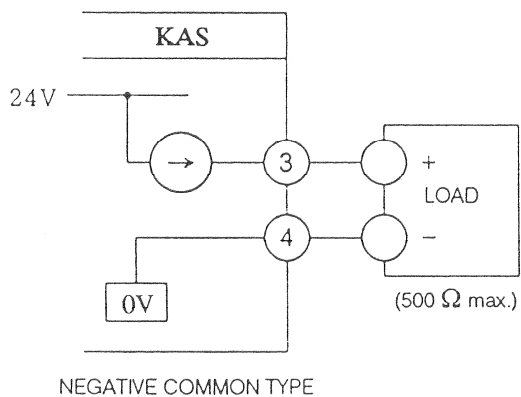 KAS
24V
3
+
LOAD
4
−
0V
(500 Ω max.)
NEGATIVE COMMON TYPE